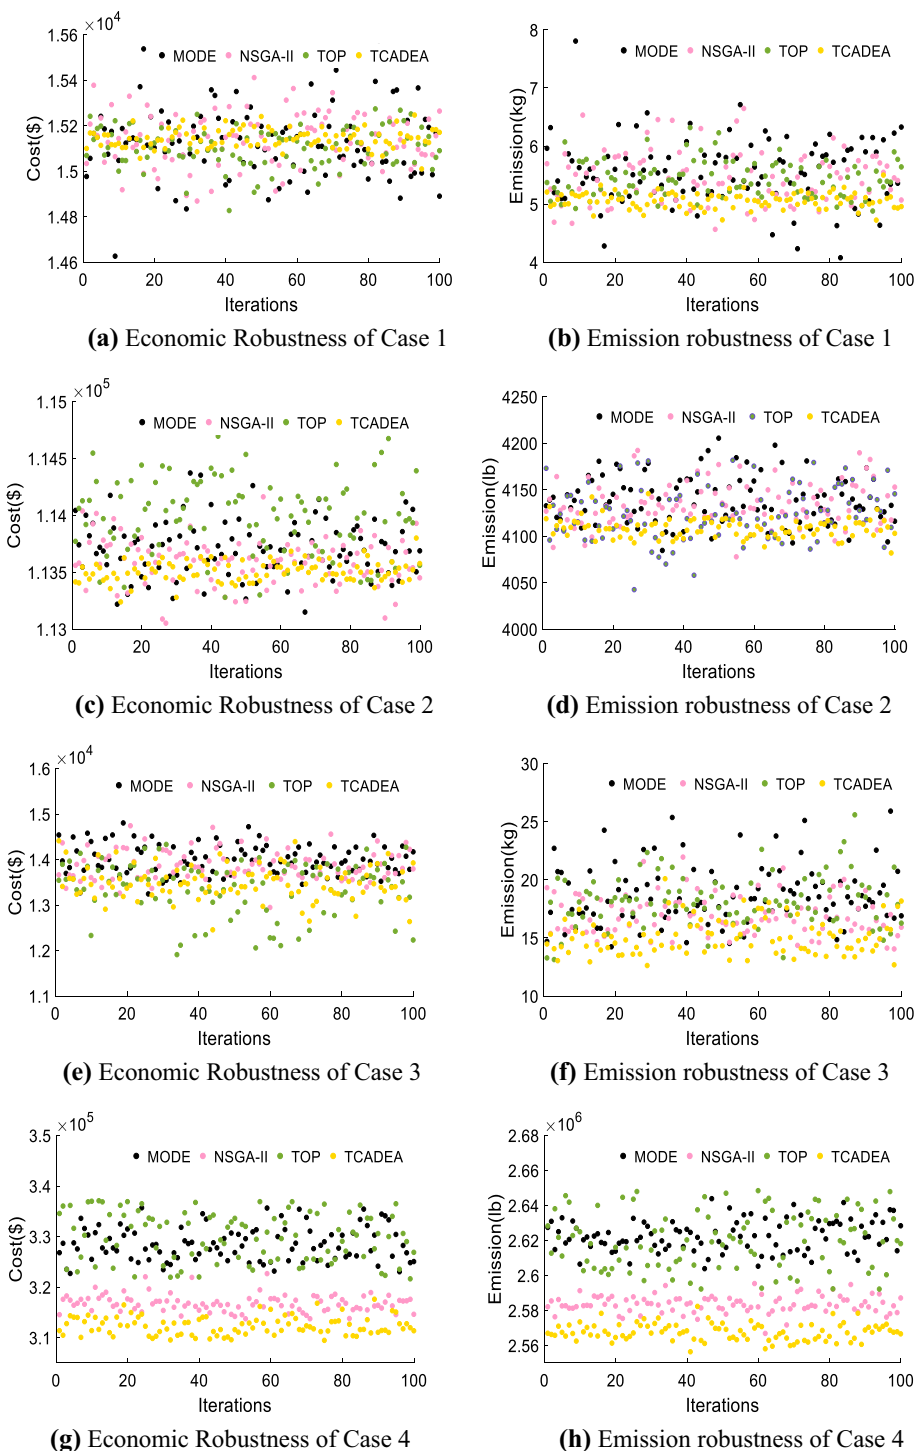 ×10⁴
1.56
1.54
1.52
1.5
1.48
1.46
Cost($)
MODE NSGA-II TOP TCADEA
0 20 40 60 80 100
Iterations
(a) Economic Robustness of Case 1
8
7
6
5
4
Emission(kg)
MODE NSGA-II TOP TCADEA
0 20 40 60 80 100
Iterations
(b) Emission robustness of Case 1
×10⁵
1.15
1.145
1.14
1.135
1.13
Cost($)
MODE NSGA-II TOP TCADEA
0 20 40 60 80 100
Iterations
(c) Economic Robustness of Case 2
4250
4200
4150
4100
4050
4000
Emission(lb)
MODE NSGA-II TOP TCADEA
0 20 40 60 80 100
Iterations
(d) Emission robustness of Case 2
×10⁴
1.6
1.5
1.4
1.3
1.2
1.1
Cost($)
MODE NSGA-II TOP TCADEA
0 20 40 60 80 100
Iterations
(e) Economic Robustness of Case 3
30
25
20
15
10
Emission(kg)
MODE NSGA-II TOP TCADEA
0 20 40 60 80 100
Iterations
(f) Emission robustness of Case 3
×10⁵
3.5
3.4
3.3
3.2
3.1
Cost($)
MODE NSGA-II TOP TCADEA
0 20 40 60 80 100
Iterations
(g) Economic Robustness of Case 4
×10⁶
2.68
2.66
2.64
2.62
2.6
2.58
2.56
Emission(lb)
MODE NSGA-II TOP TCADEA
0 20 40 60 80 100
Iterations
(h) Emission robustness of Case 4